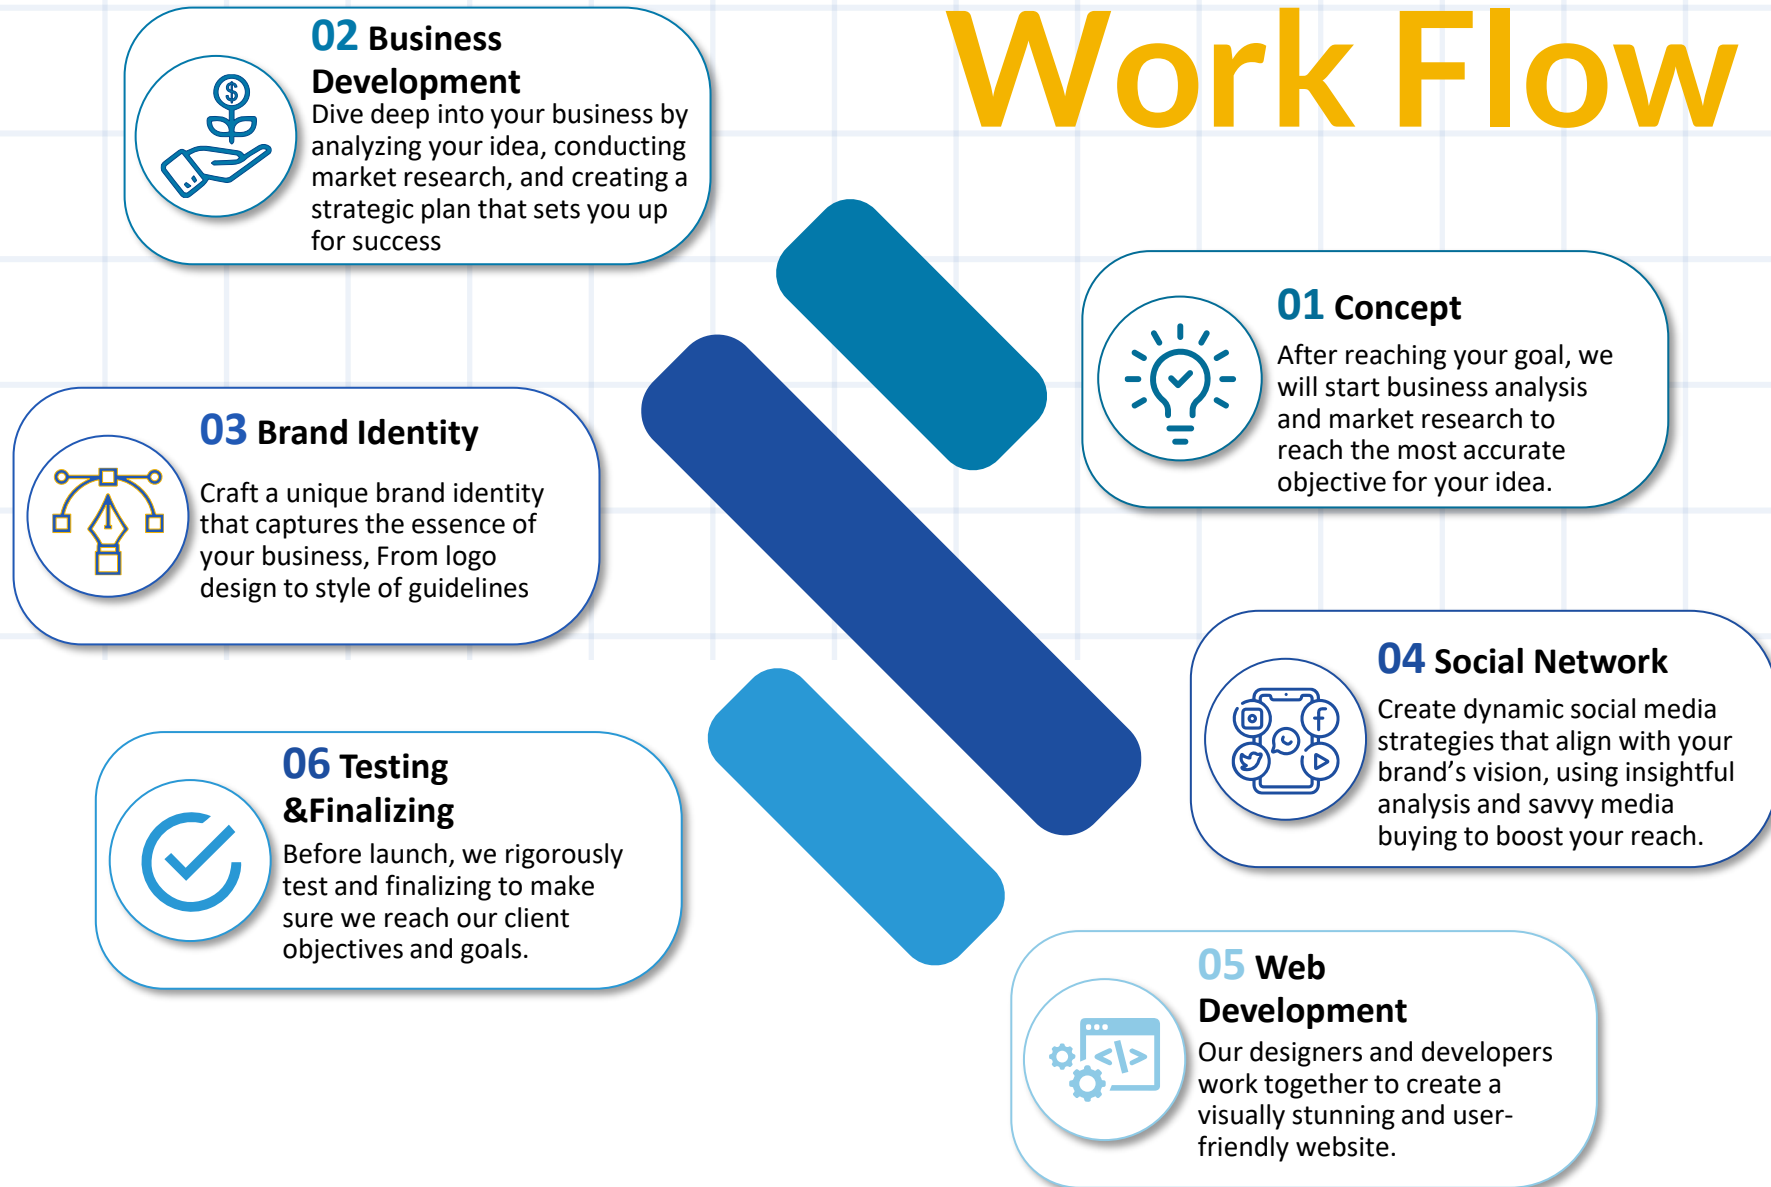 Work Flow
01 Concept
After reaching your goal, we
will start business analysis
and market research to
reach the most accurate
objective for your idea.
02 Business
Development
Dive deep into your business by
analyzing your idea, conducting
market research, and creating a
strategic plan that sets you up
for success
03 Brand Identity
Craft a unique brand identity
that captures the essence of
your business, From logo
design to style of guidelines
04 Social Network
Create dynamic social media
strategies that align with your
brand’s vision, using insightful
analysis and savvy media
buying to boost your reach.
05 Web
Development
Our designers and developers
work together to create a
visually stunning and user-
friendly website.
06 Testing
&Finalizing
Before launch, we rigorously
test and finalizing to make
sure we reach our client
objectives and goals.